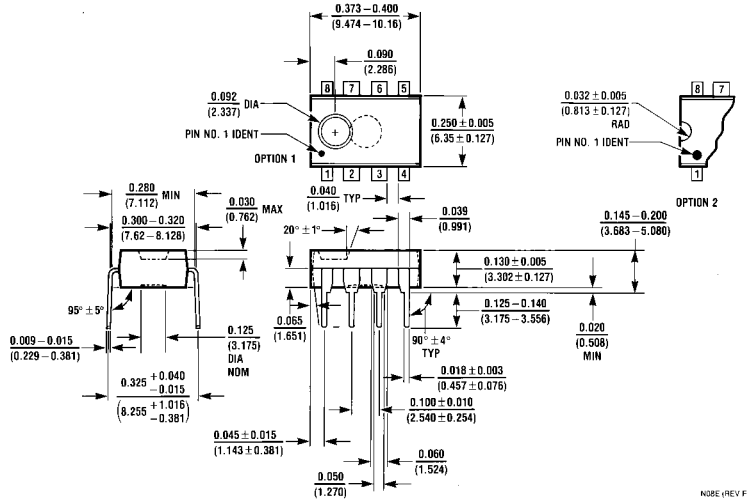 0.373 – 0.400
(9.474 – 10.16)
0.090
(2.286)
8 7 6 5
0.092
(2.337)
DIA
PIN NO. 1 IDENT
OPTION 1
0.250 ± 0.005
(6.35 ± 0.127)
1 2 3 4
0.032 ± 0.005
(0.813 ± 0.127)
RAD
PIN NO. 1 IDENT
8 7
1
OPTION 2
0.280
(7.112)
MIN
0.300 – 0.320
(7.62 – 8.128)
0.030
(0.762)
MAX
0.040
(1.016)
TYP
0.039
(0.991)
20° ± 1°
0.145 – 0.200
(3.683 – 5.080)
0.130 ± 0.005
(3.302 ± 0.127)
0.125 – 0.140
(3.175 – 3.556)
0.020
(0.508)
MIN
95° ± 5°
0.009 – 0.015
(0.229 – 0.381)
0.125
(3.175)
DIA
NOM
0.065
(1.651)
90° ± 4°
TYP
0.018 ± 0.003
(0.457 ± 0.076)
0.325 +0.040 −0.015
(8.255 +1.016 −0.381)
0.100 ± 0.010
(2.540 ± 0.254)
0.045 ± 0.015
(1.143 ± 0.381)
0.060
(1.524)
0.050
(1.270)
N08E (REV F